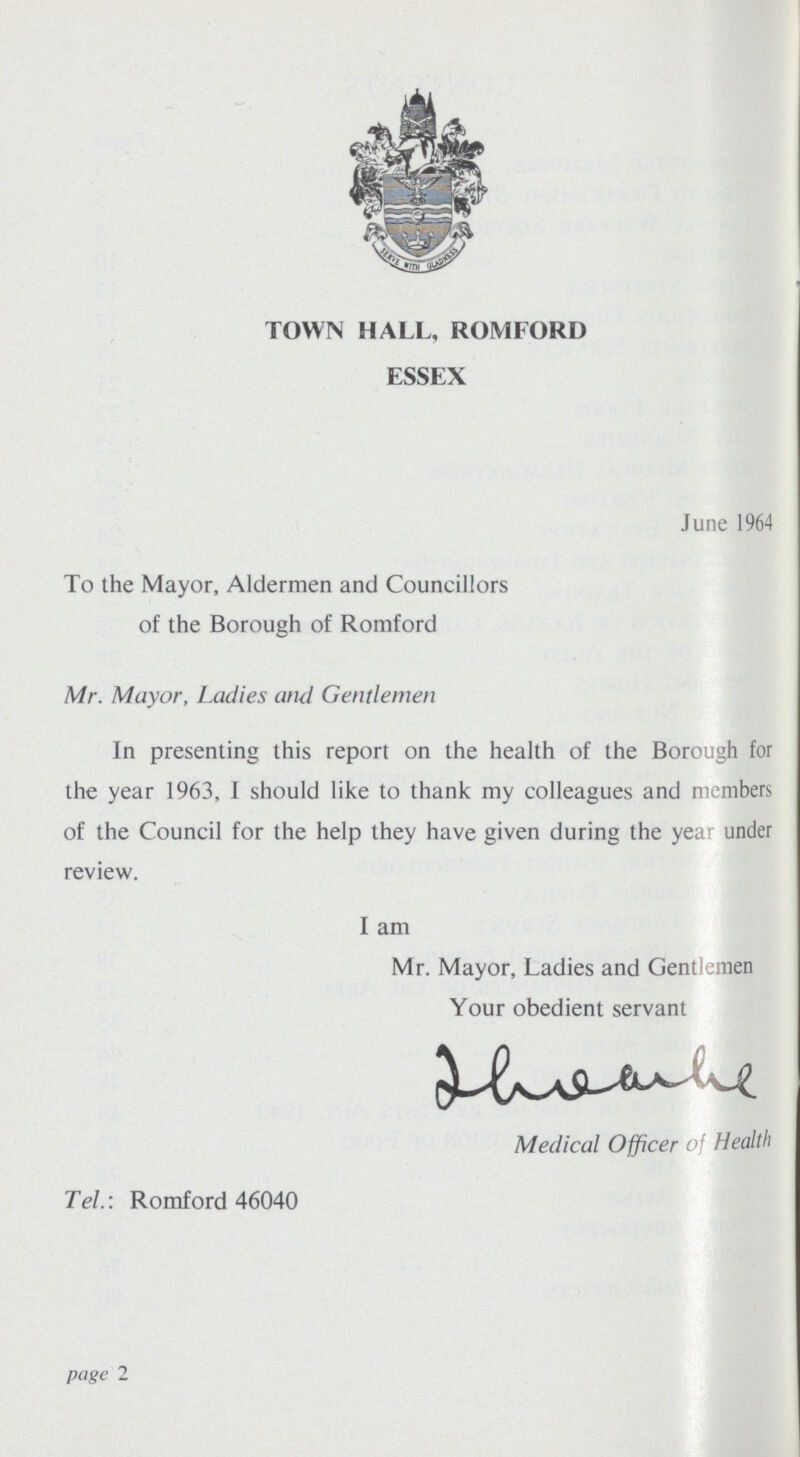 SERVE WITH GLADNESS
TOWN HALL, ROMFORD
ESSEX
June 1964
To the Mayor, Aldermen and Councillors
of the Borough of Romford
Mr. Mayor, Ladies and Gentlemen
In presenting this report on the health of the Borough for
the year 1963, I should like to thank my colleagues and members
of the Council for the help they have given during the year under
review.
I am
Mr. Mayor, Ladies and Gentlemen
Your obedient servant
Medical Officer of Health
Tel.: Romford 46040
page 2